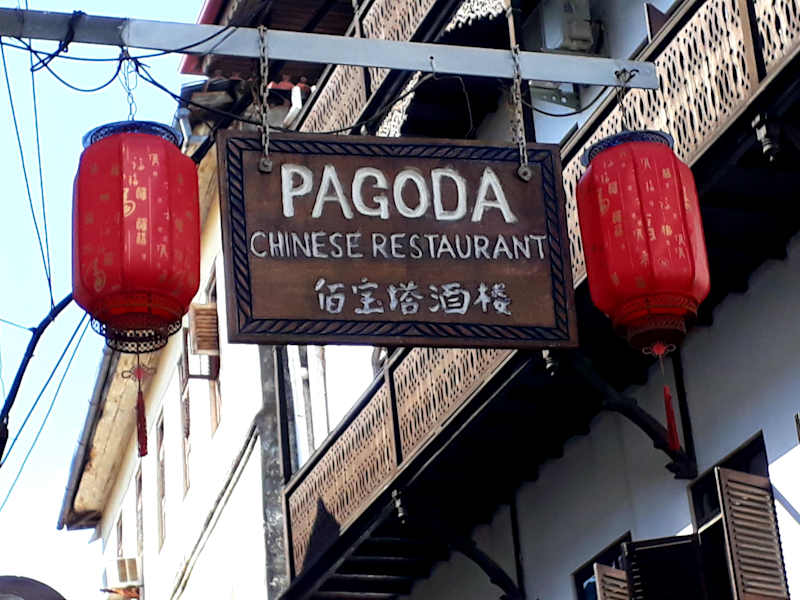 PAGODA
CHINESE RESTAURANT
佰宝塔酒楼